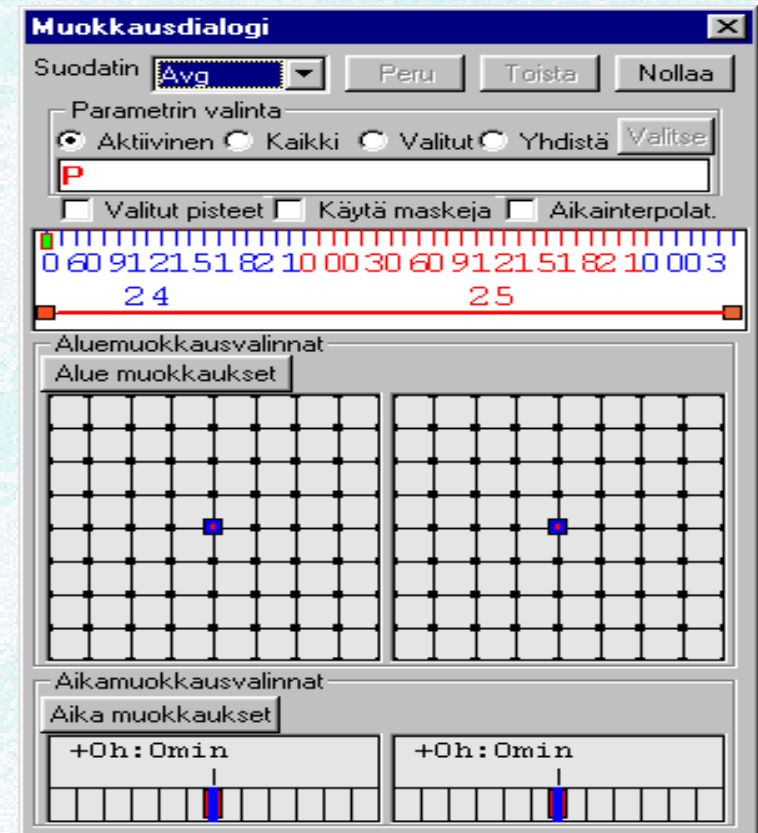 Muokkausdialogi
Suodatin Avg Peru Toista Nollaa
Parametrin valinta
Aktiivinen Kaikki Valitut Yhdistä Valitse
P
Valitut pisteet Käytä maskeja Aikainterpolat.
0 60 91 21 51 82 10 00 30 60 91 21 51 82 10 00 3
24 25
Aluemuokkausvalinnat
Alue muokkaukset
Aikamuokkausvalinnat
Aika muokkaukset
+0h:0min +0h:0min